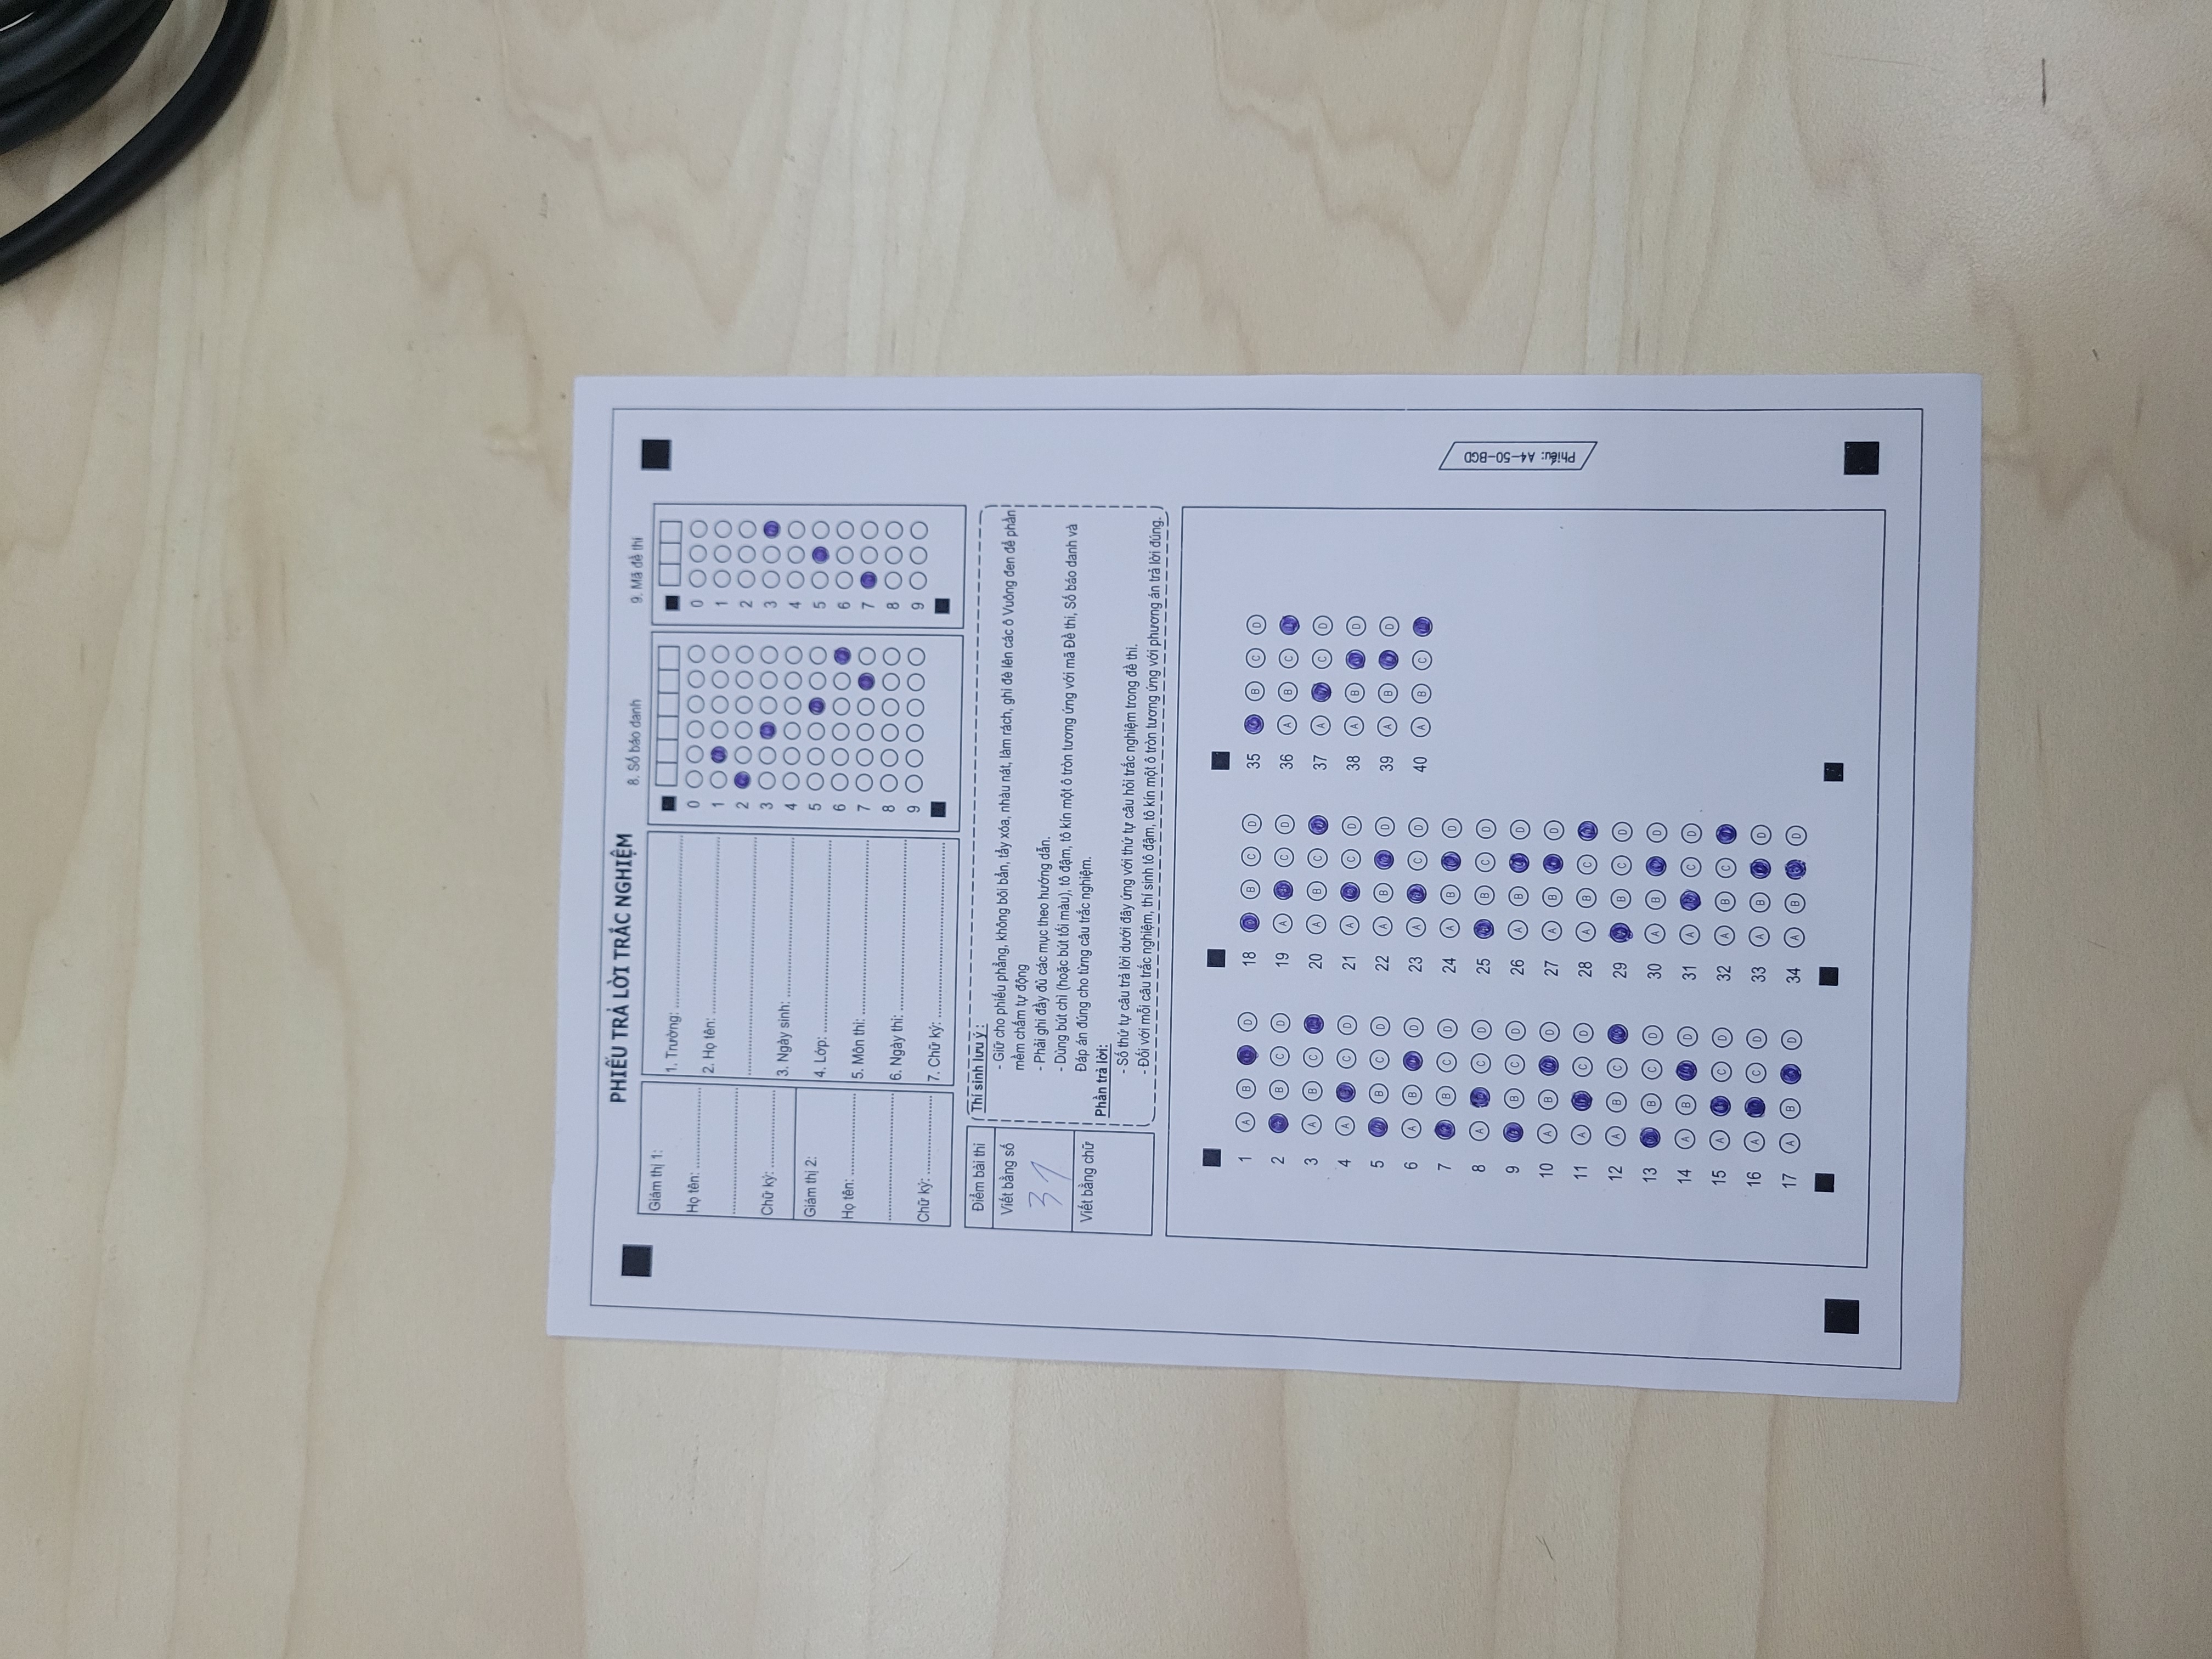 PHIẾU TRẢ LỜI TRẮC NGHIỆM
Giám thị 1:
Họ tên:
Chữ ký:
Giám thị 2:
Họ tên:
Chữ ký:
1. Trường:
2. Họ tên:
3. Ngày sinh:
4. Lớp:
5. Môn thi:
6. Ngày thi:
7. Chữ ký:
8. Số báo danh
0
1
2
3
4
5
6
7
8
9
9. Mã đề thi
0
1
2
3
4
5
6
7
8
9
Điểm bài thi
Viết bằng số
31
Viết bằng chữ
Thí sinh lưu ý :
- Giữ cho phiếu phẳng, không bôi bẩn, tẩy xóa, nhàu nát, làm rách, ghi đè lên các ô Vuông đen để phần
mềm chấm tự động
- Phải ghi đầy đủ các mục theo hướng dẫn.
- Dùng bút chì (hoặc bút tối màu), tô đậm, tô kín một ô tròn tương ứng với mã Đề thi, Số báo danh và
Đáp án đúng cho từng câu trắc nghiệm.
Phần trả lời:
- Số thứ tự câu trả lời dưới đây ứng với thứ tự câu hỏi trắc nghiệm trong đề thi.
- Đối với mỗi câu trắc nghiệm, thí sinh tô đậm, tô kín một ô tròn tương ứng với phương án trả lời đúng.
1 A B D
2 B C D
3 A B C
4 A C D
5 B C D
6 A B D
7 B C D
8 A C D
9 B C D
10 A B D
11 A C D
12 A B C
13 B C D
14 A B D
15 A C D
16 A C D
17 A B D
18 B C D
19 A C D
20 A B C
21 A C D
22 A B D
23 A C D
24 A B D
25 B C D
26 A B D
27 A B D
28 A B C
29 B C D
30 A B D
31 A C D
32 A B C
33 A B D
34 A B D
35 B C D
36 A B C
37 A C D
38 A B D
39 A B D
40 A B C
Phiếu: A4-50-BGD